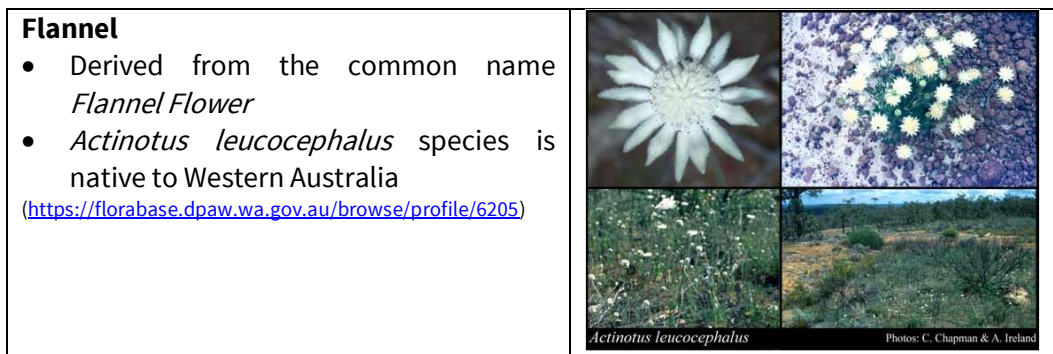 Flannel
• Derived from the common name
Flannel Flower
• Actinotus leucocephalus species is
native to Western Australia
(https://florabase.dpaw.wa.gov.au/browse/profile/6205)
Actinotus leucocephalus
Photos: C. Chapman & A. Ireland